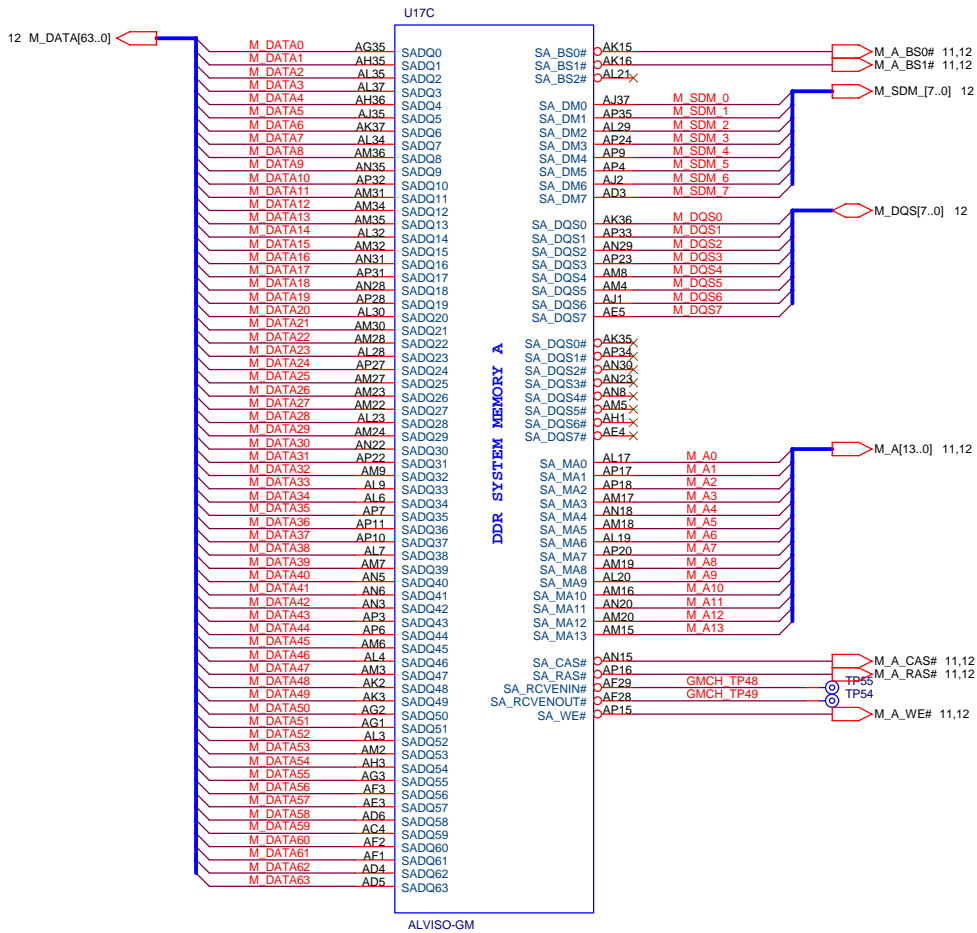 U17C
12 M_DATA[63..0]
M_DATA0 AG35 SADQ0
M_DATA1 AH35 SADQ1
M_DATA2 AL35 SADQ2
M_DATA3 AL37 SADQ3
M_DATA4 AH36 SADQ4
M_DATA5 AJ35 SADQ5
M_DATA6 AK37 SADQ6
M_DATA7 AL34 SADQ7
M_DATA8 AM36 SADQ8
M_DATA9 AN35 SADQ9
M_DATA10 AP32 SADQ10
M_DATA11 AM31 SADQ11
M_DATA12 AM34 SADQ12
M_DATA13 AM35 SADQ13
M_DATA14 AL32 SADQ14
M_DATA15 AM32 SADQ15
M_DATA16 AN31 SADQ16
M_DATA17 AP31 SADQ17
M_DATA18 AN28 SADQ18
M_DATA19 AP28 SADQ19
M_DATA20 AL30 SADQ20
M_DATA21 AM30 SADQ21
M_DATA22 AM28 SADQ22
M_DATA23 AL28 SADQ23
M_DATA24 AP27 SADQ24
M_DATA25 AM27 SADQ25
M_DATA26 AM23 SADQ26
M_DATA27 AM22 SADQ27
M_DATA28 AL23 SADQ28
M_DATA29 AM24 SADQ29
M_DATA30 AN22 SADQ30
M_DATA31 AP22 SADQ31
M_DATA32 AM9 SADQ32
M_DATA33 AL9 SADQ33
M_DATA34 AL6 SADQ34
M_DATA35 AP7 SADQ35
M_DATA36 AP11 SADQ36
M_DATA37 AP10 SADQ37
M_DATA38 AL7 SADQ38
M_DATA39 AM7 SADQ39
M_DATA40 AN5 SADQ40
M_DATA41 AN6 SADQ41
M_DATA42 AN3 SADQ42
M_DATA43 AP3 SADQ43
M_DATA44 AP6 SADQ44
M_DATA45 AM6 SADQ45
M_DATA46 AL4 SADQ46
M_DATA47 AM3 SADQ47
M_DATA48 AK2 SADQ48
M_DATA49 AK3 SADQ49
M_DATA50 AG2 SADQ50
M_DATA51 AG1 SADQ51
M_DATA52 AL3 SADQ52
M_DATA53 AM2 SADQ53
M_DATA54 AH3 SADQ54
M_DATA55 AG3 SADQ55
M_DATA56 AF3 SADQ56
M_DATA57 AE3 SADQ57
M_DATA58 AD6 SADQ58
M_DATA59 AC4 SADQ59
M_DATA60 AF2 SADQ60
M_DATA61 AF1 SADQ61
M_DATA62 AD4 SADQ62
M_DATA63 AD5 SADQ63
DDR SYSTEM MEMORY A
SA_BS0# AK15 M_A_BS0# 11,12
SA_BS1# AK16 M_A_BS1# 11,12
SA_BS2# AL21
M_SDM_[7..0] 12
SA_DM0 AJ37 M_SDM_0
SA_DM1 AP35 M_SDM_1
SA_DM2 AL29 M_SDM_2
SA_DM3 AP24 M_SDM_3
SA_DM4 AP9 M_SDM_4
SA_DM5 AP4 M_SDM_5
SA_DM6 AJ2 M_SDM_6
SA_DM7 AD3 M_SDM_7
M_DQS[7..0] 12
SA_DQS0 AK36 M_DQS0
SA_DQS1 AP33 M_DQS1
SA_DQS2 AN29 M_DQS2
SA_DQS3 AP23 M_DQS3
SA_DQS4 AM8 M_DQS4
SA_DQS5 AM4 M_DQS5
SA_DQS6 AJ1 M_DQS6
SA_DQS7 AE5 M_DQS7
SA_DQS0# AK35
SA_DQS1# AP34
SA_DQS2# AN30
SA_DQS3# AN23
SA_DQS4# AN8
SA_DQS5# AM5
SA_DQS6# AH1
SA_DQS7# AE4
M_A[13..0] 11,12
SA_MA0 AL17 M_A0
SA_MA1 AP17 M_A1
SA_MA2 AP18 M_A2
SA_MA3 AM17 M_A3
SA_MA4 AN18 M_A4
SA_MA5 AM18 M_A5
SA_MA6 AL19 M_A6
SA_MA7 AP20 M_A7
SA_MA8 AM19 M_A8
SA_MA9 AL20 M_A9
SA_MA10 AM16 M_A10
SA_MA11 AN20 M_A11
SA_MA12 AM20 M_A12
SA_MA13 AM15 M_A13
SA_CAS# AN15 M_A_CAS# 11,12
SA_RAS# AP16 M_A_RAS# 11,12
SA_RCVENIN# AF29 GMCH_TP48 TP55
SA_RCVENOUT# AF28 GMCH_TP49 TP54
SA_WE# AP15 M_A_WE# 11,12
ALVISO-GM